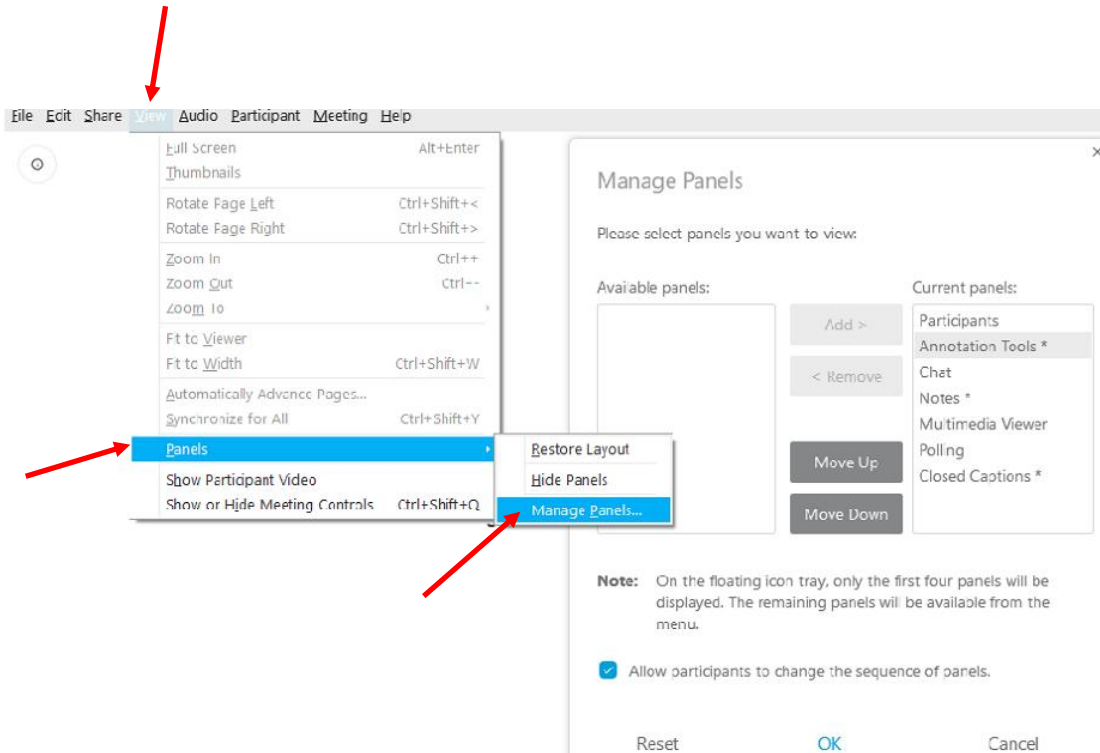 File Edit Share View Audio Participant Meeting Help
Full Screen Alt+Enter
Thumbnails
Rotate Page Left Ctrl+Shift+<
Rotate Page Right Ctrl+Shift+>
Zoom In Ctrl++
Zoom Out Ctrl+-
Zoom To
Fit to Viewer
Fit to Width Ctrl+Shift+W
Automatically Advance Pages...
Synchronize for All Ctrl+Shift+Y
Panels
Show Participant Video
Show or Hide Meeting Controls Ctrl+Shift+Q
Restore Layout
Hide Panels
Manage Panels...
Manage Panels
Please select panels you want to view:
Available panels:
Add >
< Remove
Move Up
Move Down
Current panels:
Participants
Annotation Tools *
Chat
Notes *
Multimedia Viewer
Polling
Closed Captions *
Note: On the floating icon tray, only the first four panels will be
displayed. The remaining panels will be available from the
menu.
Allow participants to change the sequence of panels.
Reset OK Cancel